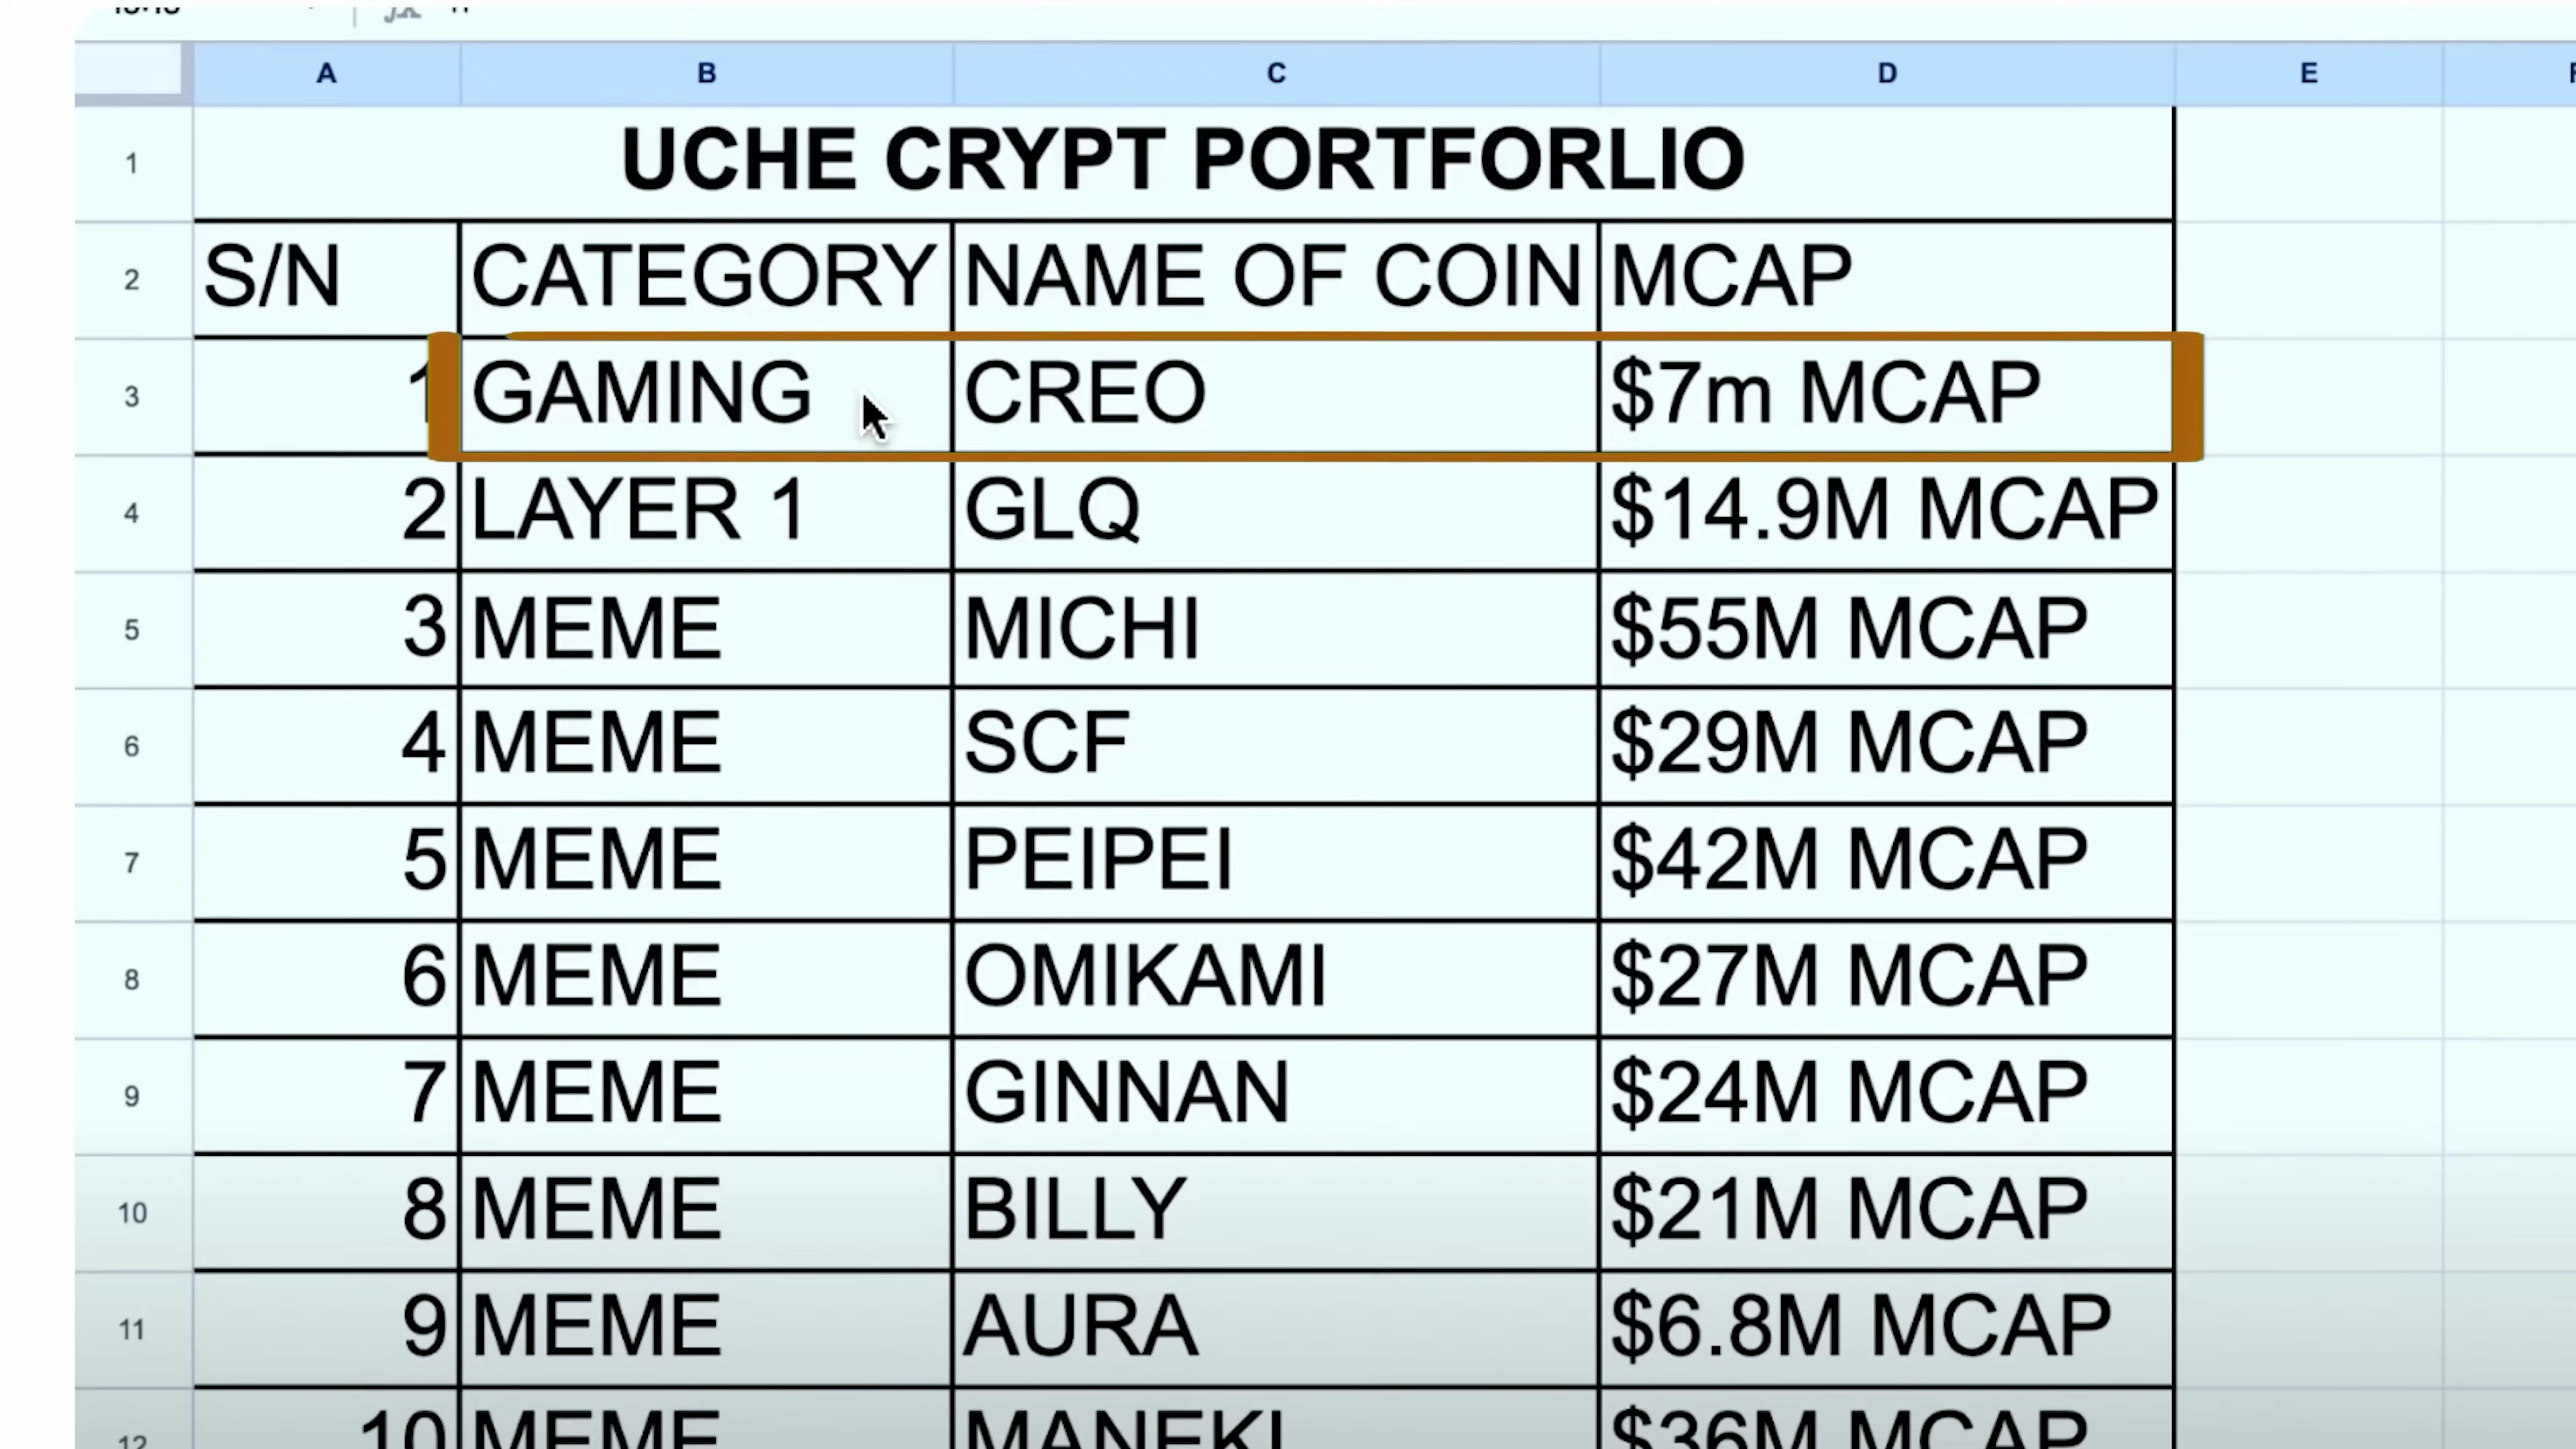 A B C D E
1 UCHE CRYPT PORTFORLIO
2 S/N CATEGORY NAME OF COIN MCAP
3 1 GAMING CREO $7m MCAP
4 2 LAYER 1 GLQ $14.9M MCAP
5 3 MEME MICHI $55M MCAP
6 4 MEME SCF $29M MCAP
7 5 MEME PEIPEI $42M MCAP
8 6 MEME OMIKAMI $27M MCAP
9 7 MEME GINNAN $24M MCAP
10 8 MEME BILLY $21M MCAP
11 9 MEME AURA $6.8M MCAP
12 10 MEME MANEKI $36M MCAP